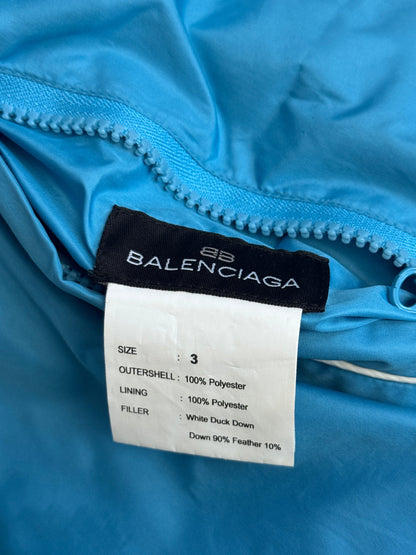 BB
BALENCIAGA
SIZE : 3
OUTERSHELL : 100% Polyester
LINING : 100% Polyester
FILLER : White Duck Down
Down 90% Feather 10%